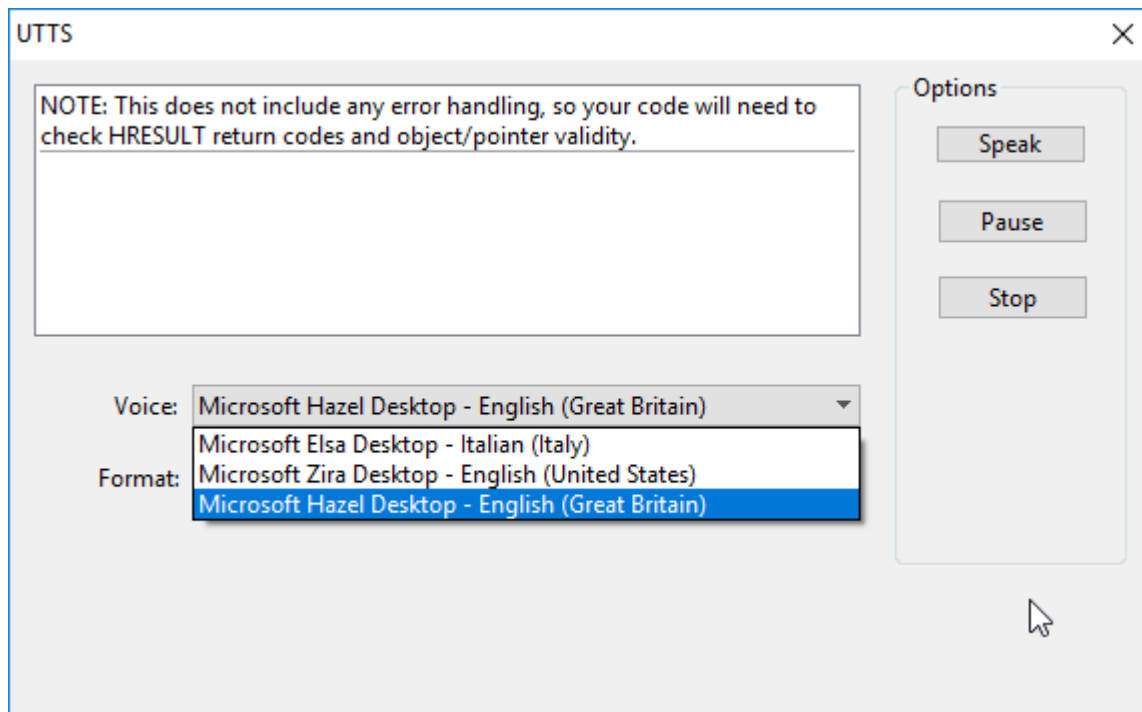 UTTS
NOTE: This does not include any error handling, so your code will need to
check HRESULT return codes and object/pointer validity.
Options
Speak
Pause
Stop
Voice:
Microsoft Hazel Desktop - English (Great Britain)
Microsoft Elsa Desktop - Italian (Italy)
Format:
Microsoft Zira Desktop - English (United States)
Microsoft Hazel Desktop - English (Great Britain)